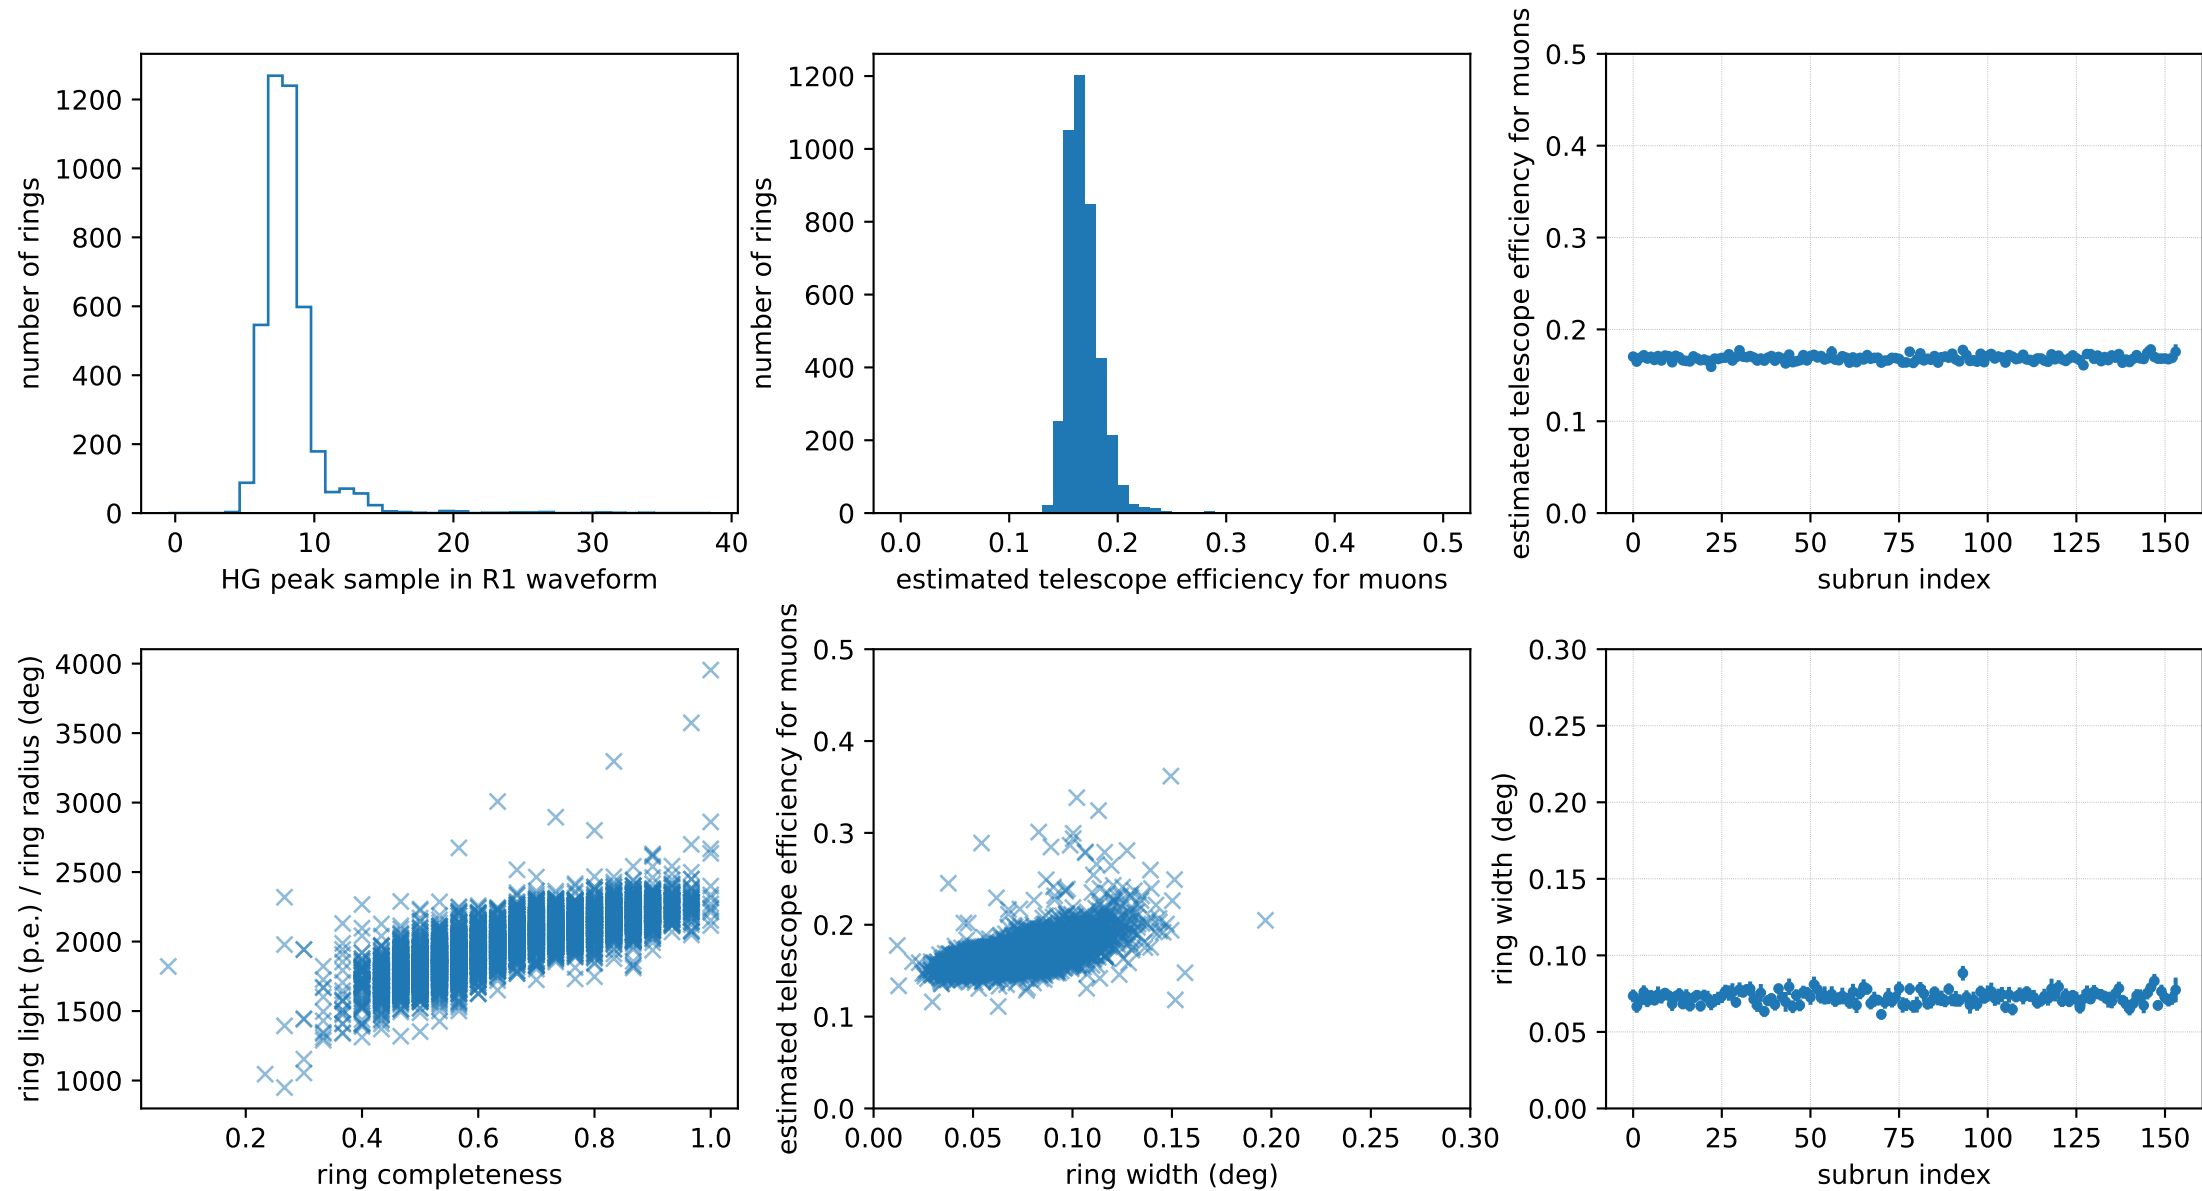 number of rings
1200
1000
800
600
400
200
0
0 10 20 30 40
HG peak sample in R1 waveform
number of rings
1200
1000
800
600
400
200
0
0.0 0.1 0.2 0.3 0.4 0.5
estimated telescope efficiency for muons
estimated telescope efficiency for muons
0.5
0.4
0.3
0.2
0.1
0.0
0 25 50 75 100 125 150
subrun index
ring light (p.e.) / ring radius (deg)
4000
3500
3000
2500
2000
1500
1000
0.2 0.4 0.6 0.8 1.0
ring completeness
estimated telescope efficiency for muons
0.5
0.4
0.3
0.2
0.1
0.0
0.00 0.05 0.10 0.15 0.20 0.25 0.30
ring width (deg)
ring width (deg)
0.30
0.25
0.20
0.15
0.10
0.05
0.00
0 25 50 75 100 125 150
subrun index